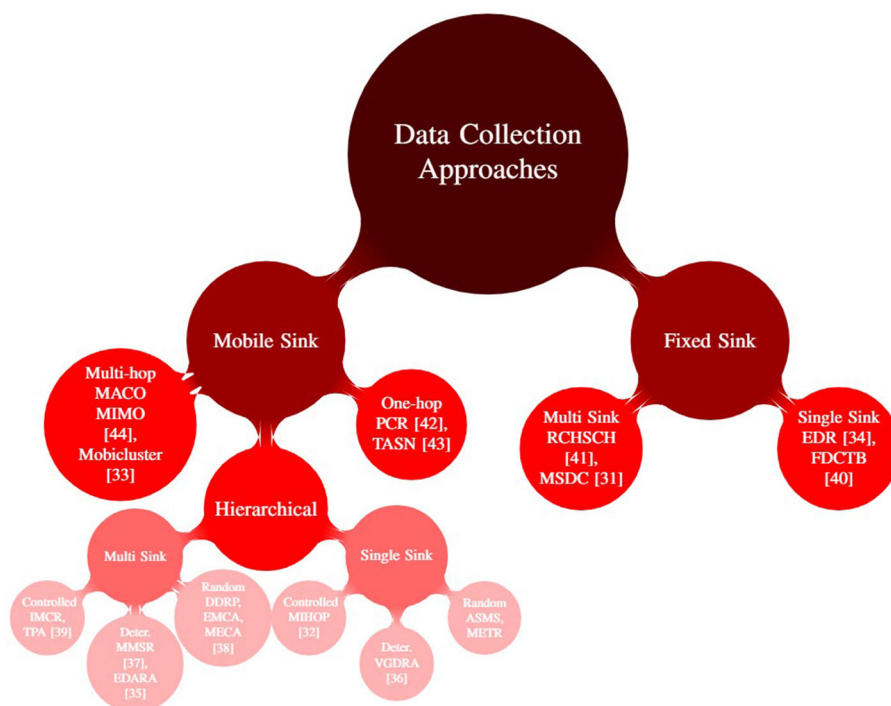 Data Collection
Approaches
Mobile Sink
Fixed Sink
Multi-hop
MACO
MIMO
[44],
Mobicluster
[33]
One-hop
PCR [42],
TASN [43]
Multi Sink
RCHSCH
[41],
MSDC [31]
Single Sink
EDR [34],
FDCTB
[40]
Hierarchical
Multi Sink
Single Sink
Controlled
IMCR,
TPA [39]
Deter.
MMSR
[37],
EDARA
[35]
Random
DDRP,
EMCA,
MECA
[38]
Controlled
MIHOP
[32]
Deter.
VGDRA
[36]
Random
ASMS,
METR